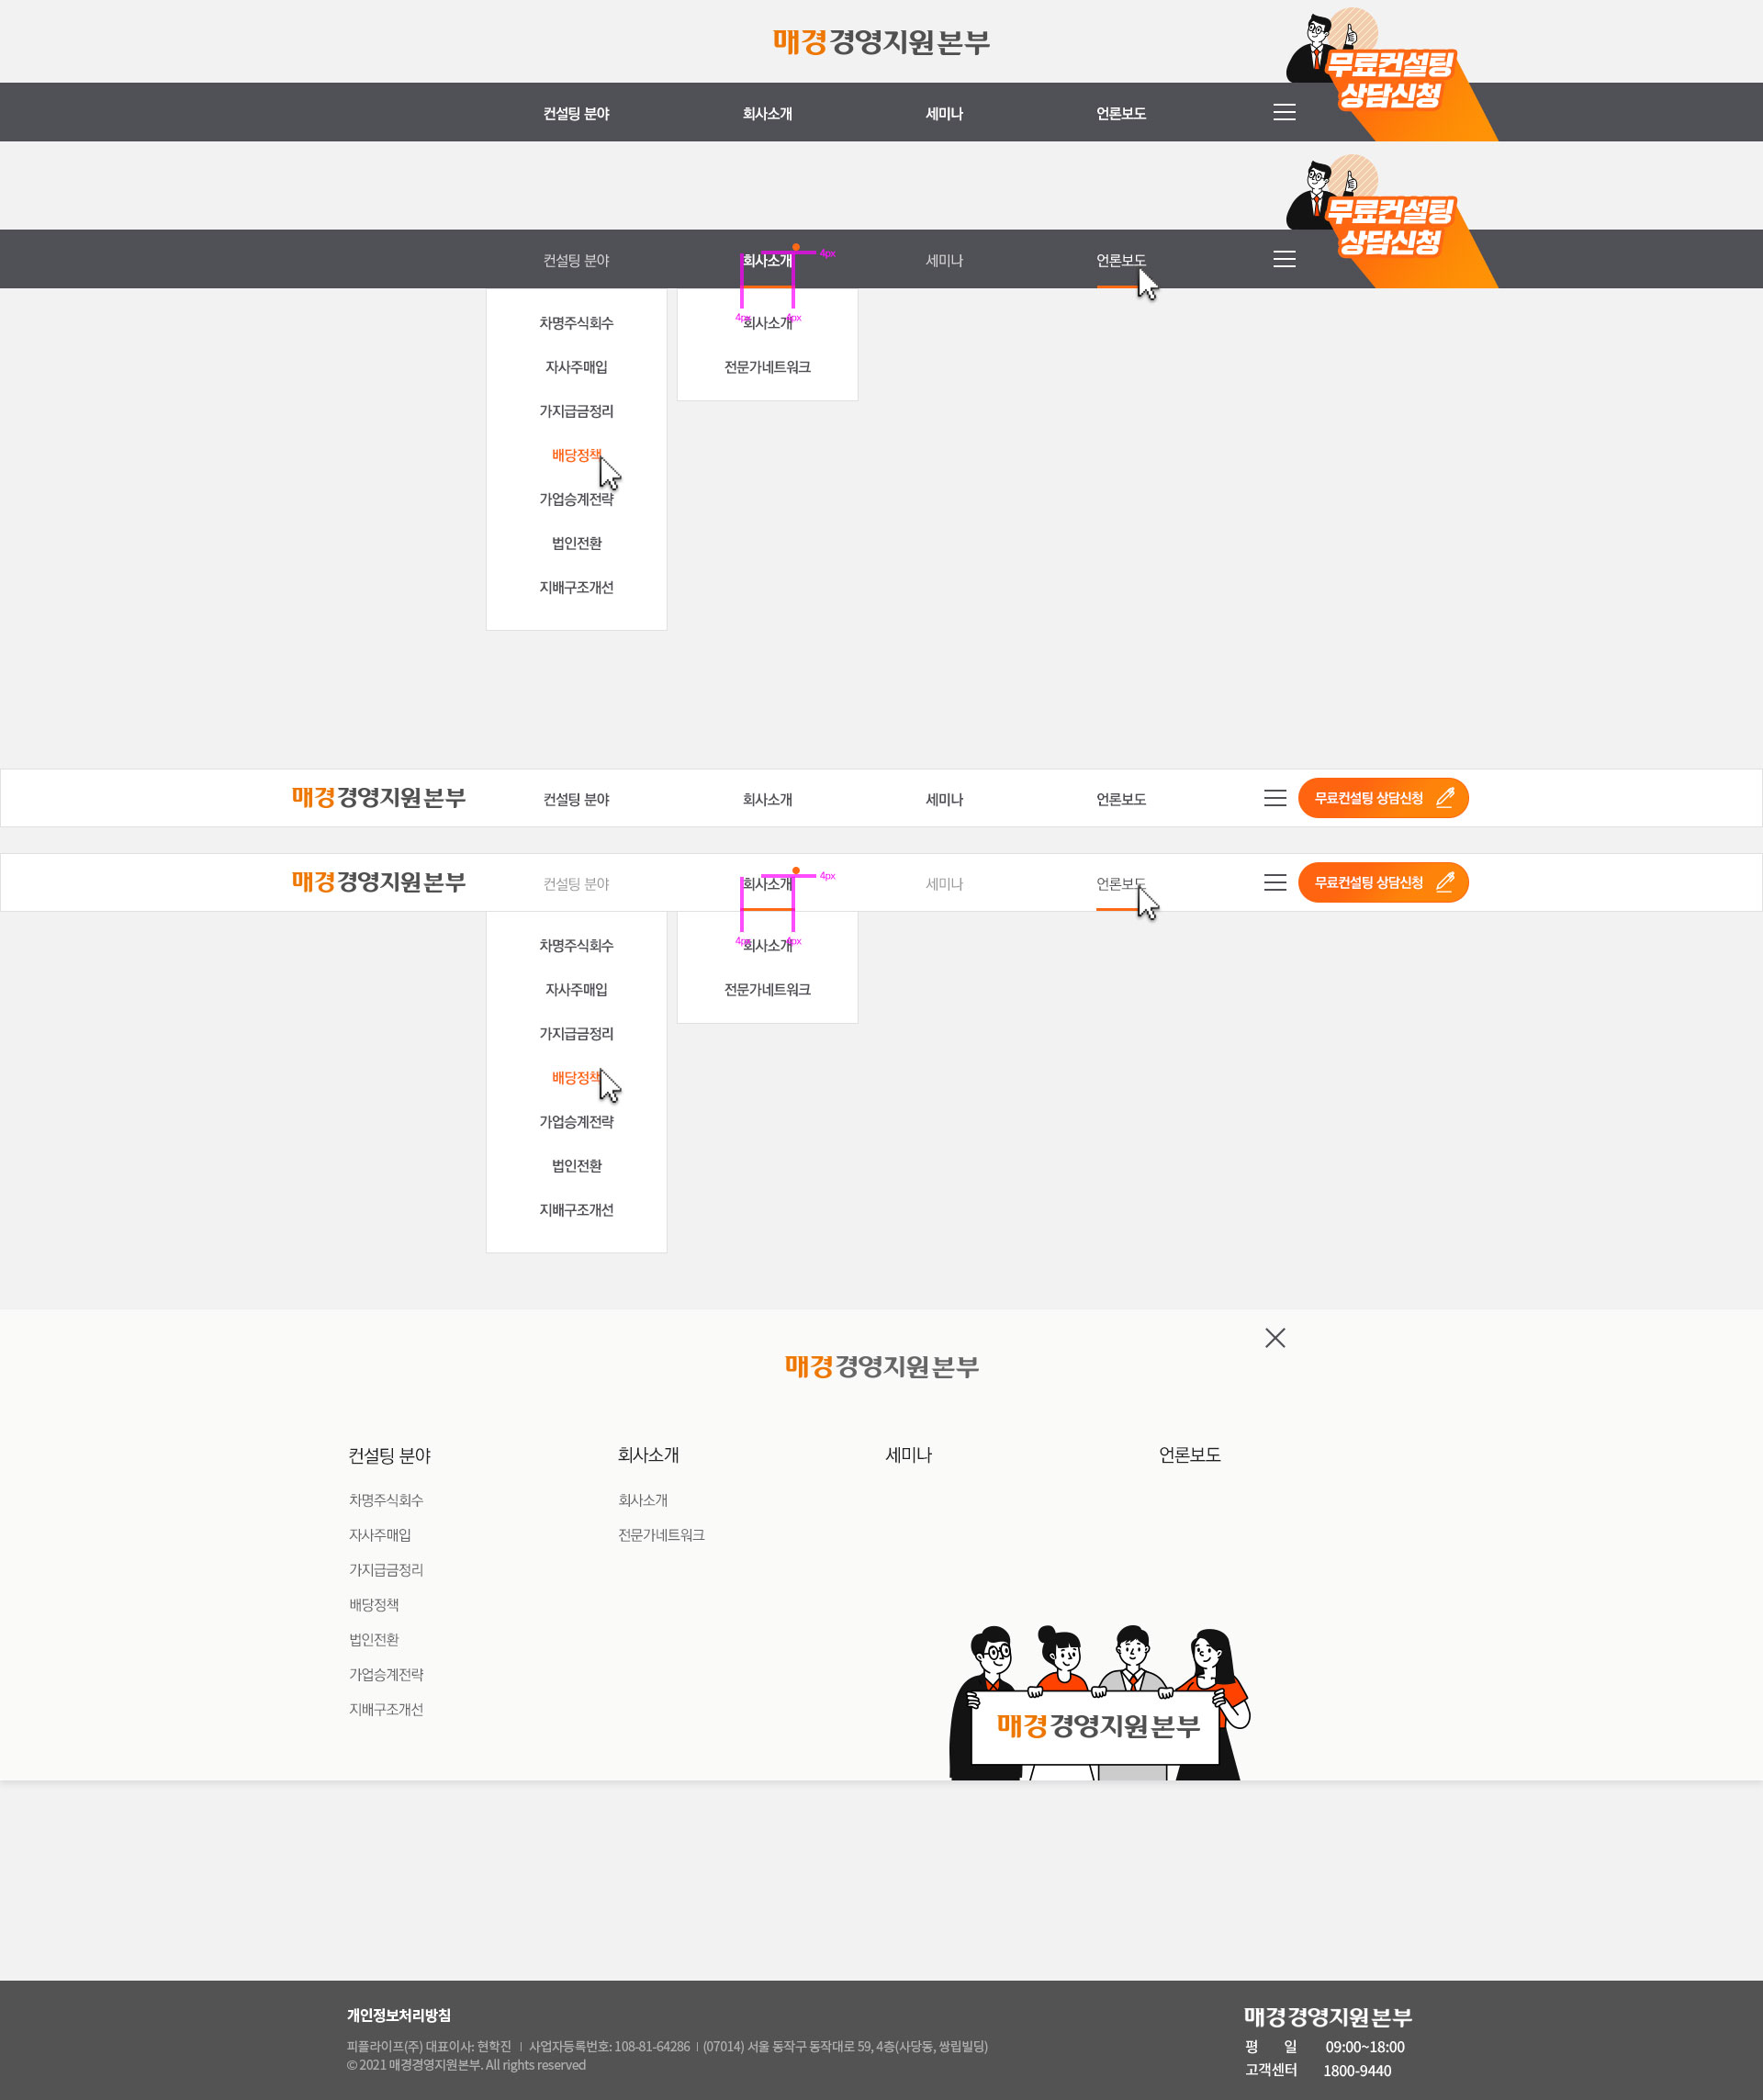 매경경영지원본부
무료컨설팅
상담신청
컨설팅 분야 회사소개 세미나 언론보도
무료컨설팅
상담신청
컨설팅 분야 회사소개 세미나 언론보도
4px
4px 4px
차명주식회수 회사소개
자사주매입 전문가네트워크
가지급금정리
배당정책
가업승계전략
법인전환
지배구조개선
매경경영지원본부 컨설팅 분야 회사소개 세미나 언론보도 무료컨설팅 상담신청
매경경영지원본부 컨설팅 분야 회사소개 세미나 언론보도 무료컨설팅 상담신청
4px
4px 4px
차명주식회수 회사소개
자사주매입 전문가네트워크
가지급금정리
배당정책
가업승계전략
법인전환
지배구조개선
매경경영지원본부
컨설팅 분야 회사소개 세미나 언론보도
차명주식회수 회사소개
자사주매입 전문가네트워크
가지급금정리
배당정책
법인전환
가업승계전략
지배구조개선
매경경영지원본부
개인정보처리방침
매경경영지원본부
피플라이프(주) 대표이사: 현학진 | 사업자등록번호: 108-81-64286 | (07014) 서울 동작구 동작대로 59, 4층(사당동, 쌍립빌딩)
© 2021 매경경영지원본부. All rights reserved
평 일 09:00~18:00
고객센터 1800-9440